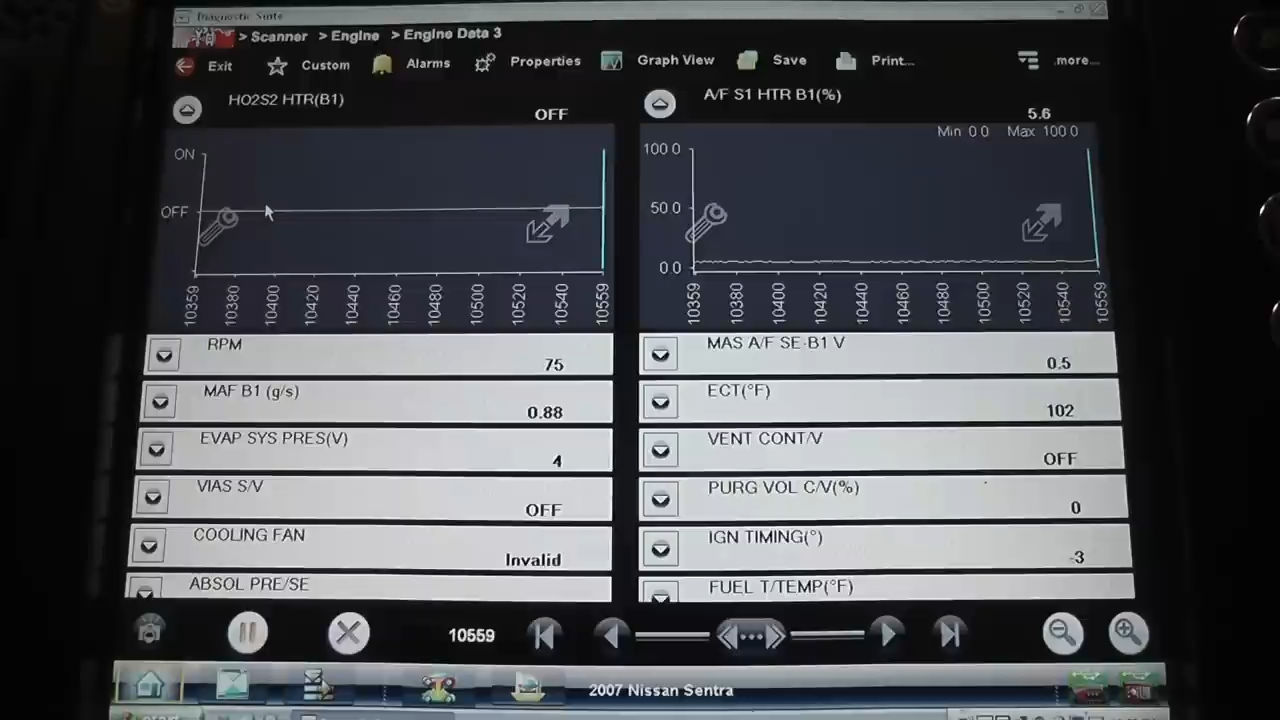 Diagnostic Suite
> Scanner > Engine > Engine Data 3
Exit Custom Alarms Properties Graph View Save Print... .more...
HO2S2 HTR(B1)
OFF
ON
OFF
10359 10380 10400 10420 10440 10460 10480 10500 10520 10540 10559
A/F S1 HTR B1(%)
5.6
Min 0 0 Max 100 0
100 0
50.0
0 0
10359 10380 10400 10420 10440 10460 10480 10500 10520 10540 10559
RPM
75
MAS A/F SE-B1 V
0.5
MAF B1 (g/s)
0.88
ECT(°F)
102
EVAP SYS PRES(V)
4
VENT CONT/V
OFF
VIAS S/V
OFF
PURG VOL C/V(%)
0
COOLING FAN
Invalid
IGN TIMING(°)
-3
ABSOL PRE/SE
FUEL T/TEMP(°F)
10559
2007 Nissan Sentra